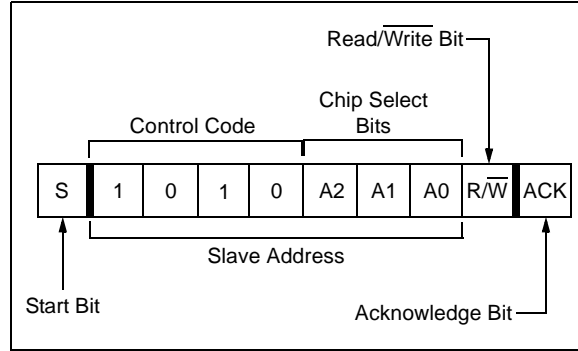 Read/Write Bit
Chip Select
Bits
Control Code
S 1 0 1 0 A2 A1 A0 R/W ACK
Slave Address
Start Bit
Acknowledge Bit